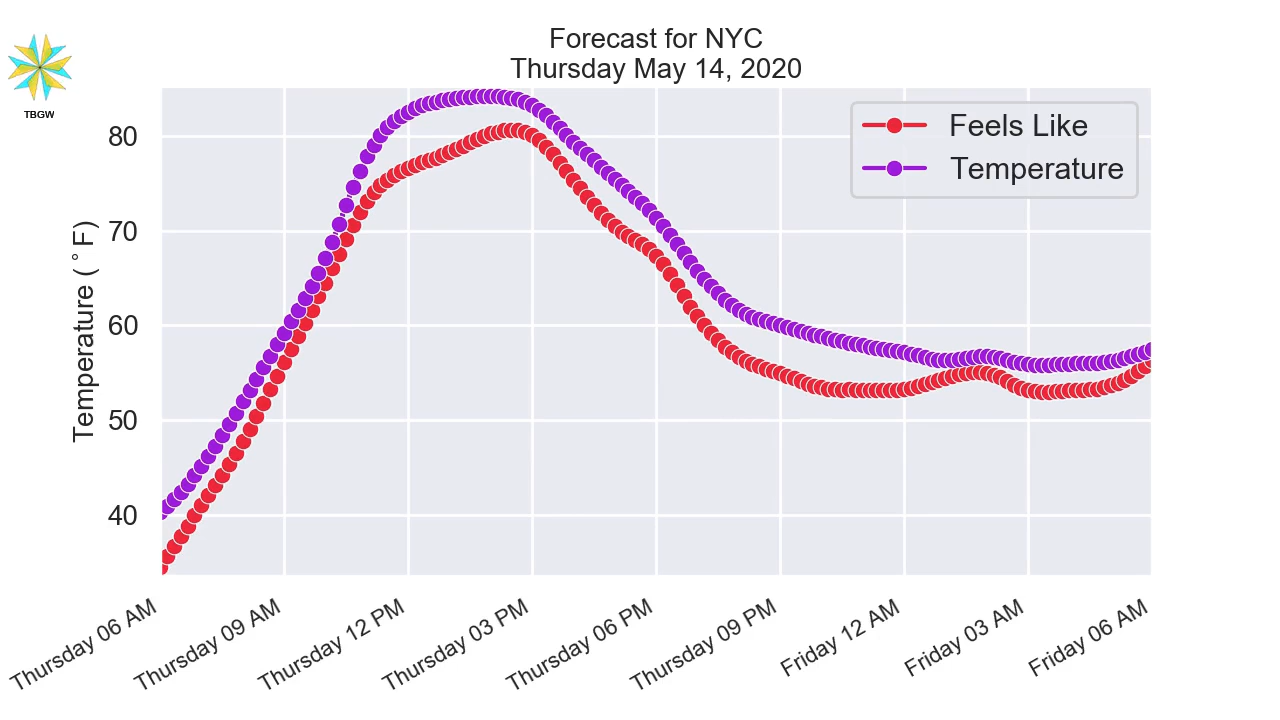 Forecast for NYC
Thursday May 14, 2020
TBGW
Feels Like
Temperature
80
70
60
50
40
Temperature (°F)
Thursday 06 AM
Thursday 09 AM
Thursday 12 PM
Thursday 03 PM
Thursday 06 PM
Thursday 09 PM
Friday 12 AM
Friday 03 AM
Friday 06 AM